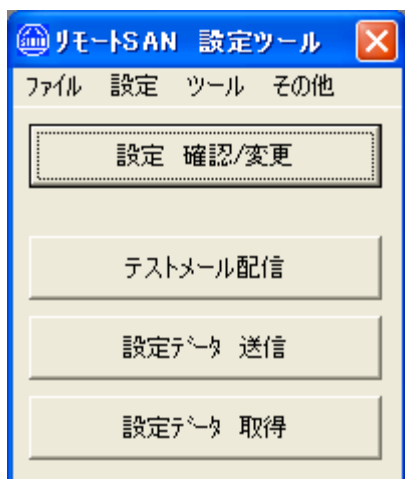 リモートSAN 設定ツール
ファイル 設定 ツール その他
設定 確認/変更
テストメール配信
設定ﾃﾞｰﾀ 送信
設定ﾃﾞｰﾀ 取得